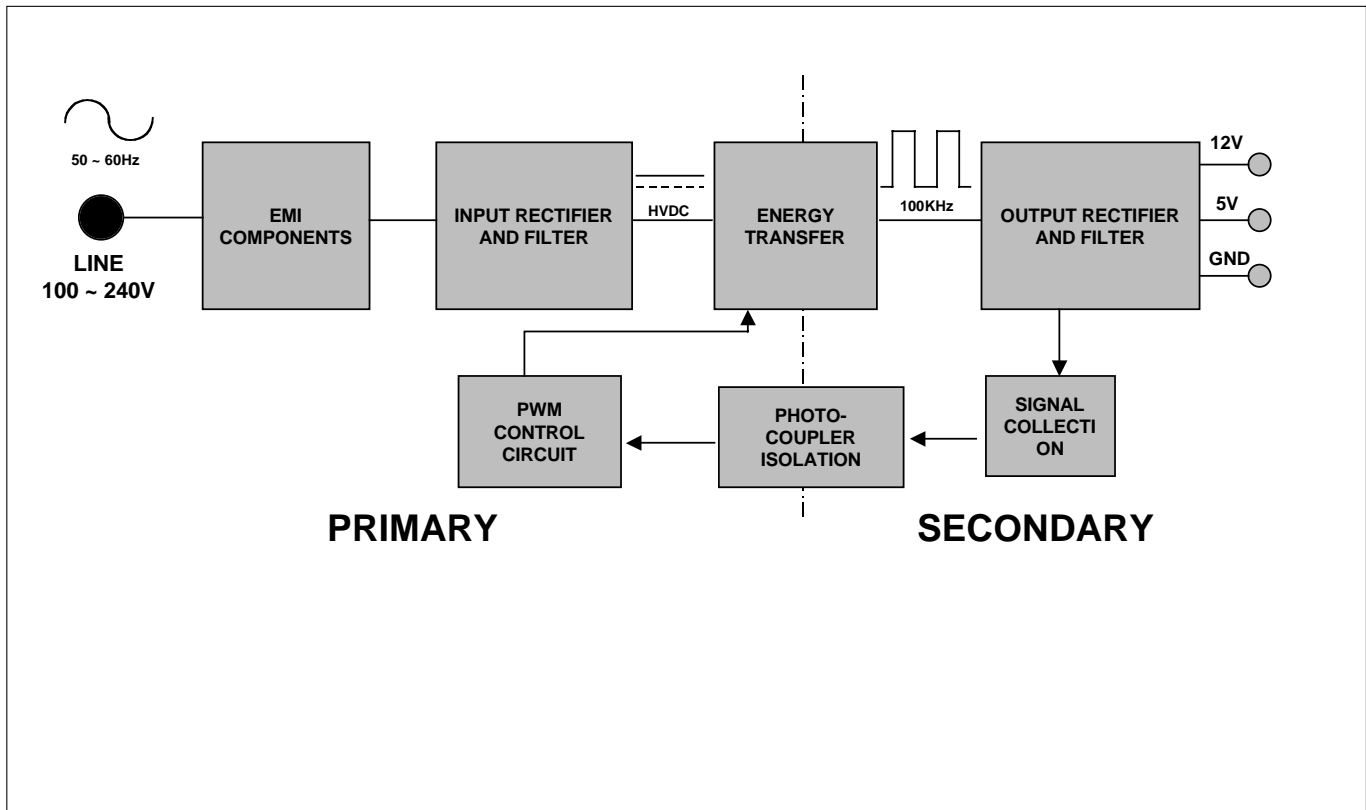 50 ~ 60Hz
LINE
100 ~ 240V
EMI
COMPONENTS
INPUT RECTIFIER
AND FILTER
HVDC
ENERGY
TRANSFER
100KHz
OUTPUT RECTIFIER
AND FILTER
12V
5V
GND
PWM
CONTROL
CIRCUIT
PHOTO-
COUPLER
ISOLATION
SIGNAL
COLLECTI
ON
PRIMARY
SECONDARY